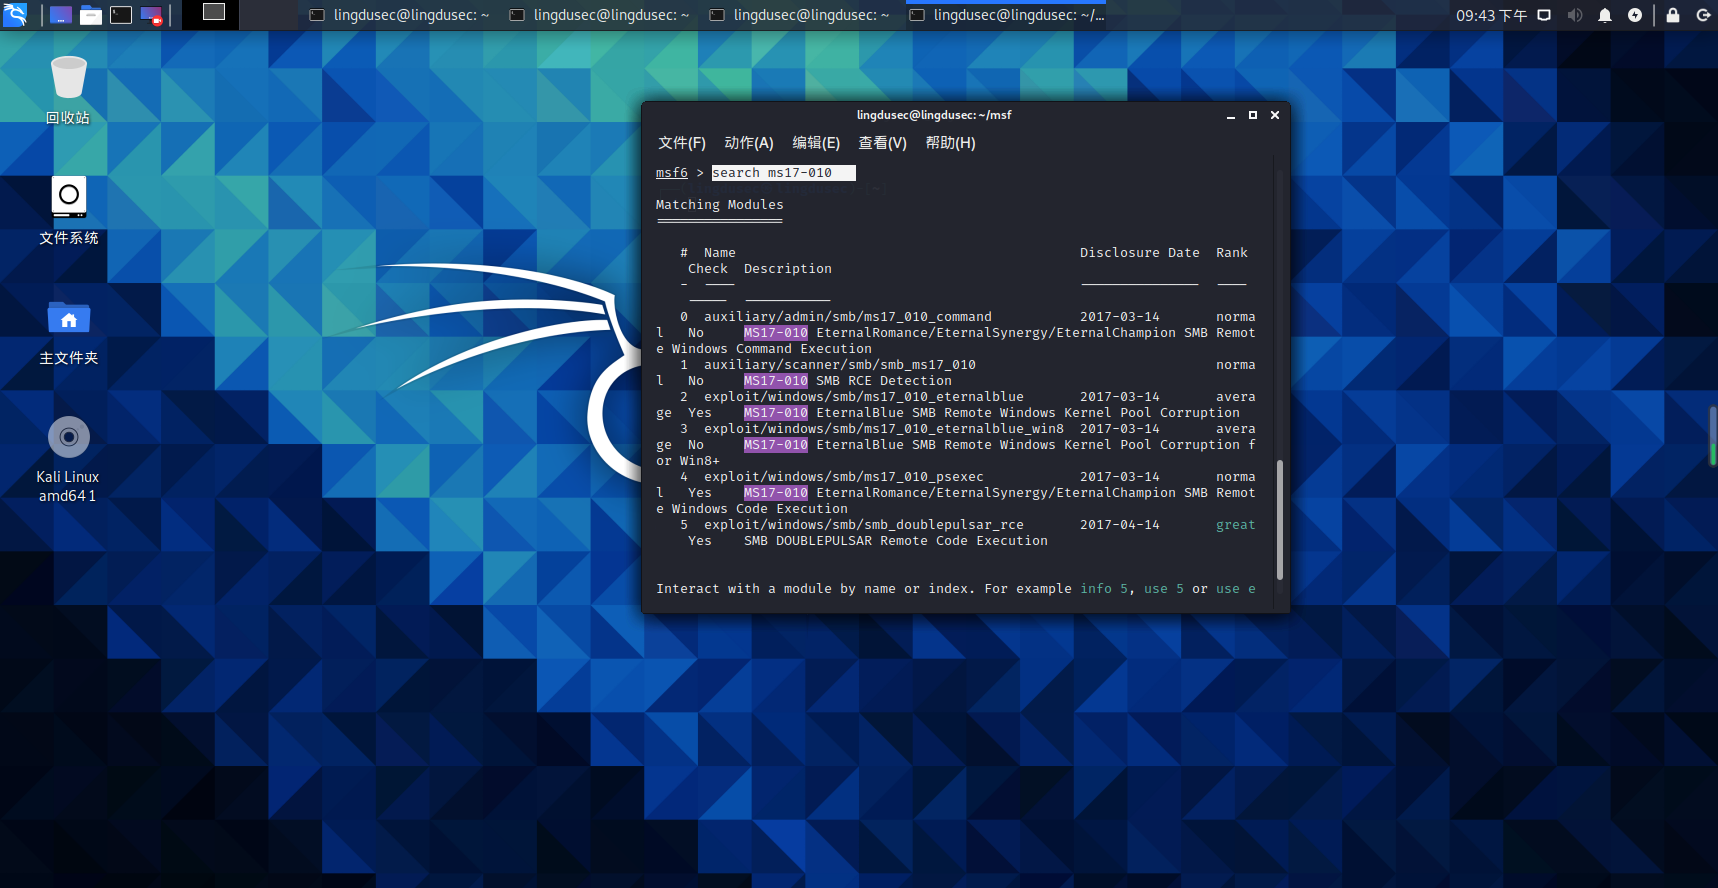 lingdusec@lingdusec: ~
lingdusec@lingdusec: ~
lingdusec@lingdusec: ~
lingdusec@lingdusec: ~/...
09:43 下午
回收站
文件系统
主文件夹
Kali Linux
amd64 1
lingdusec@lingdusec: ~/msf
文件(F) 动作(A) 编辑(E) 查看(V) 帮助(H)
msf6 > search ms17-010
Matching Modules
================
# Name Disclosure Date Rank
Check Description
- ---- --------------- ----
----- -----------
0 auxiliary/admin/smb/ms17_010_command 2017-03-14 norma
l No MS17-010 EternalRomance/EternalSynergy/EternalChampion SMB Remot
e Windows Command Execution
1 auxiliary/scanner/smb/smb_ms17_010 norma
l No MS17-010 SMB RCE Detection
2 exploit/windows/smb/ms17_010_eternalblue 2017-03-14 avera
ge Yes MS17-010 EternalBlue SMB Remote Windows Kernel Pool Corruption
3 exploit/windows/smb/ms17_010_eternalblue_win8 2017-03-14 avera
ge No MS17-010 EternalBlue SMB Remote Windows Kernel Pool Corruption f
or Win8+
4 exploit/windows/smb/ms17_010_psexec 2017-03-14 norma
l Yes MS17-010 EternalRomance/EternalSynergy/EternalChampion SMB Remot
e Windows Code Execution
5 exploit/windows/smb/smb_doublepulsar_rce 2017-04-14 great
Yes SMB DOUBLEPULSAR Remote Code Execution
Interact with a module by name or index. For example info 5, use 5 or use e